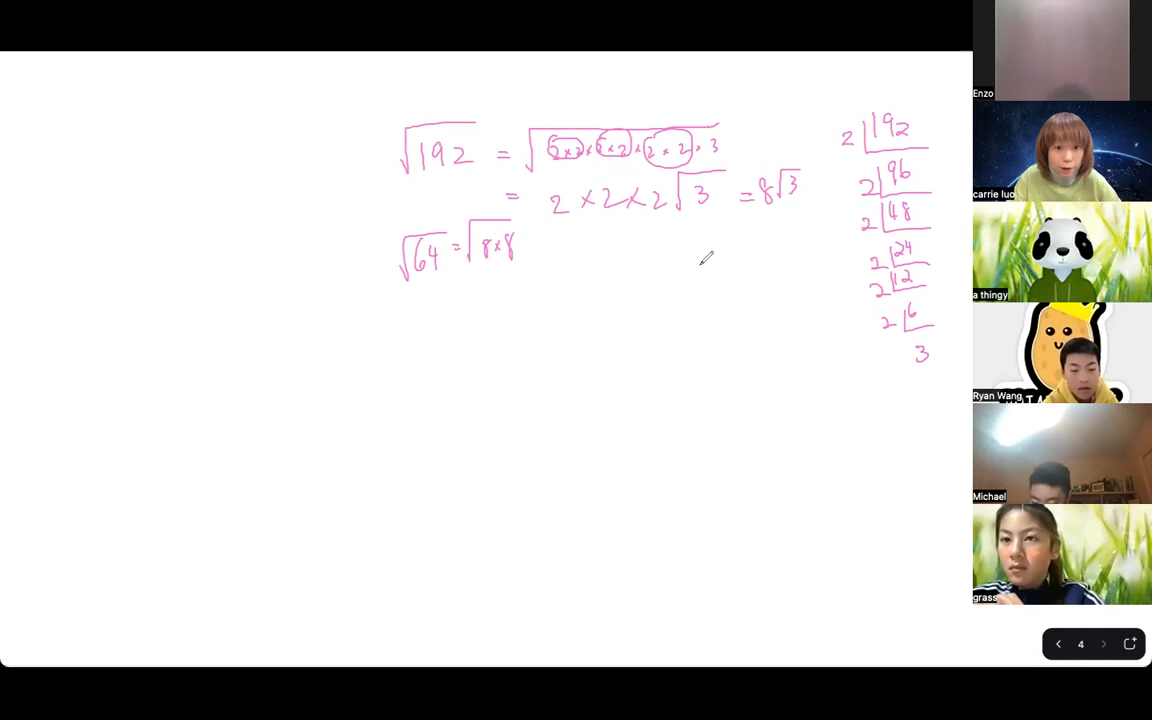 √192 = √2×2×2×2×2×2×3
= 2×2×2√3 = 8√3
√64 = √8×8
2 192
2 96
2 48
2 24
2 12
2 6
3
Enzo
carrie luo
a thingy
Ryan Wang
Michael
grass
4